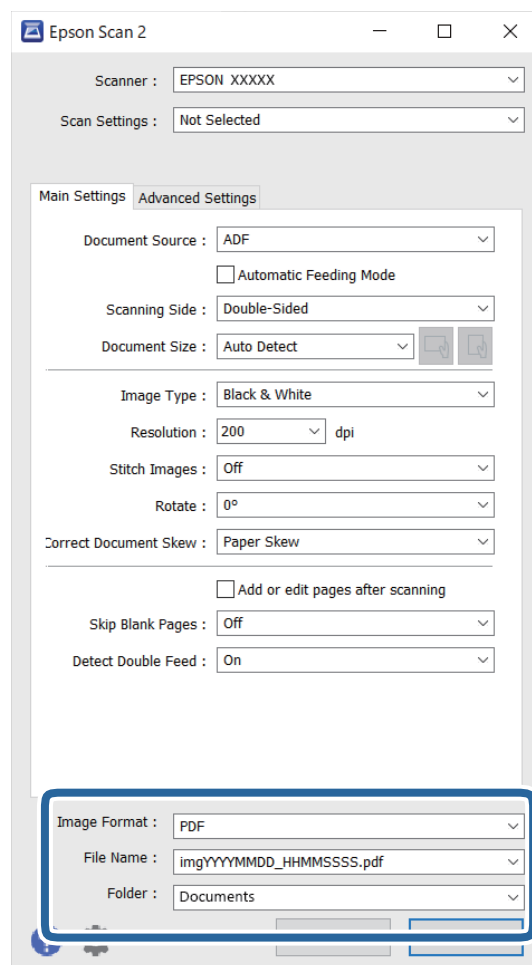 Epson Scan 2
Scanner : EPSON XXXXX
Scan Settings : Not Selected
Main Settings Advanced Settings
Document Source : ADF
Automatic Feeding Mode
Scanning Side : Double-Sided
Document Size : Auto Detect
Image Type : Black & White
Resolution : 200 dpi
Stitch Images : Off
Rotate : 0°
Correct Document Skew : Paper Skew
Add or edit pages after scanning
Skip Blank Pages : Off
Detect Double Feed : On
Image Format : PDF
File Name : imgYYYYMMDD_HHMMSSSS.pdf
Folder : Documents